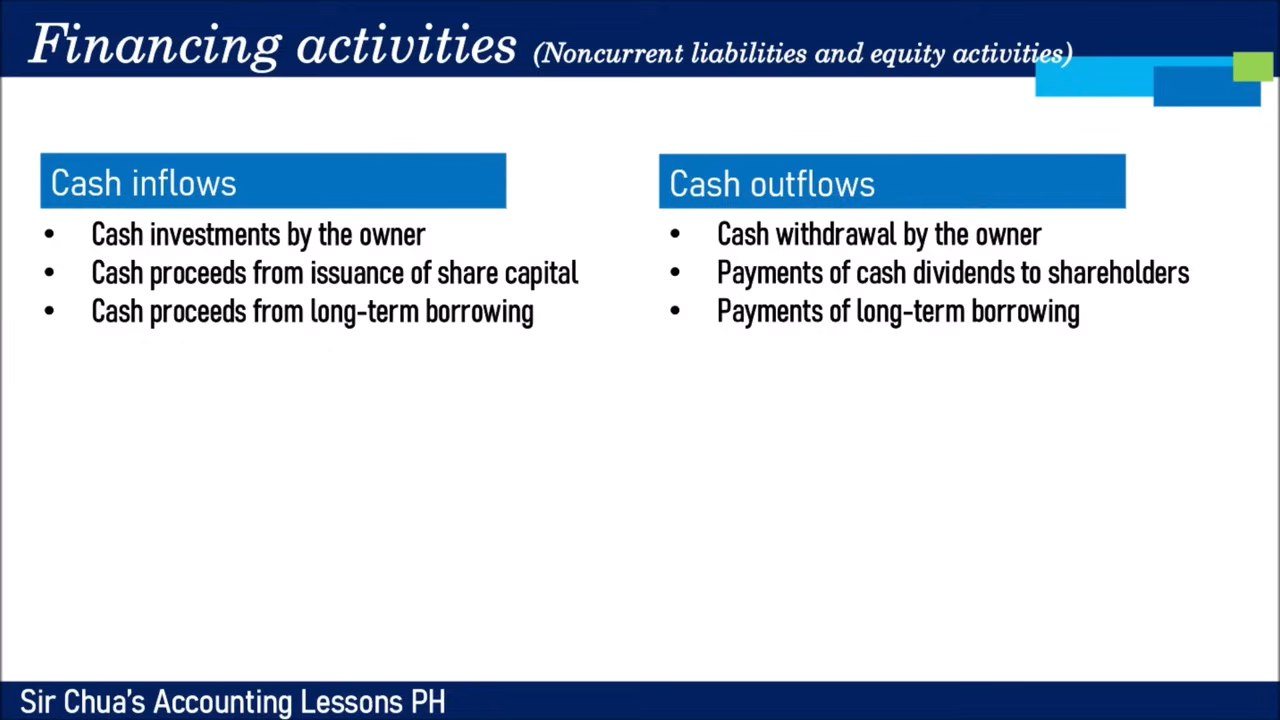 Financing activities (Noncurrent liabilities and equity activities)
Cash inflows
• Cash investments by the owner
• Cash proceeds from issuance of share capital
• Cash proceeds from long-term borrowing
Cash outflows
• Cash withdrawal by the owner
• Payments of cash dividends to shareholders
• Payments of long-term borrowing
Sir Chua's Accounting Lessons PH